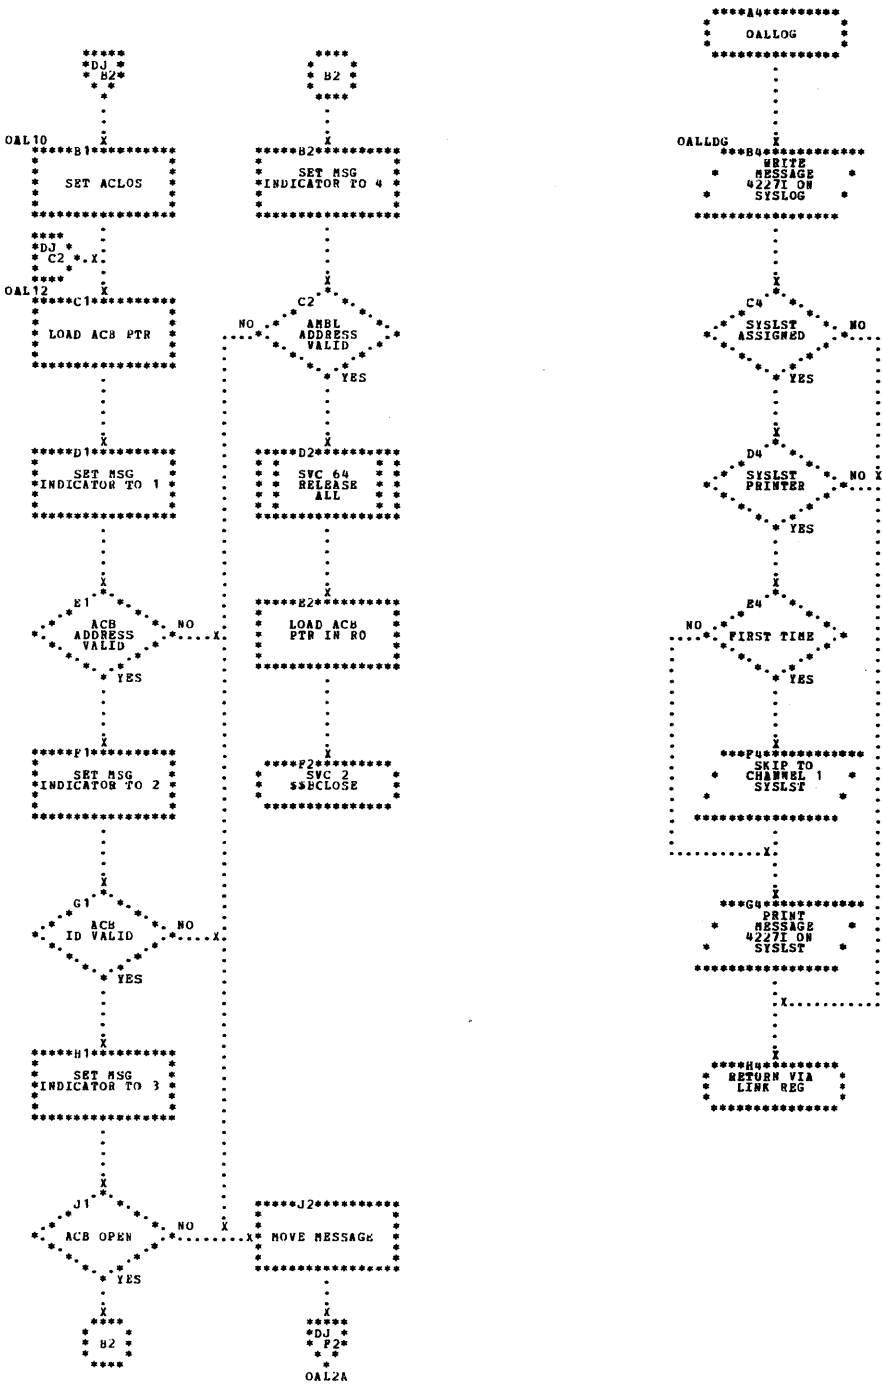 DJ
B2
OAL10
B1
SET ACLOS
DJ
C2
OAL12
C1
LOAD ACB PTR
D1
SET MSG
INDICATOR TO 1
E1
ACB
ADDRESS
VALID
NO
YES
F1
SET MSG
INDICATOR TO 2
G1
ACB
ID VALID
NO
YES
H1
SET MSG
INDICATOR TO 3
J1
ACB OPEN
NO
YES
B2
B2
B2
SET MSG
INDICATOR TO 4
C2
AMBL
ADDRESS
VALID
NO
YES
D2
SVC 64
RELEASE
ALL
E2
LOAD ACB
PTR IN R0
F2
SVC 2
$$BCLOSE
J2
MOVE MESSAGE
DJ
F2
OAL2A
A4
OALLOG
OALLDG
B4
WRITE
MESSAGE
4227I ON
SYSLOG
C4
SYSLST
ASSIGNED
NO
YES
D4
SYSLST
PRINTER
NO
YES
E4
FIRST TIME
NO
YES
F4
SKIP TO
CHANNEL 1
SYSLST
G4
PRINT
MESSAGE
4227I ON
SYSLST
H4
RETURN VIA
LINK REG